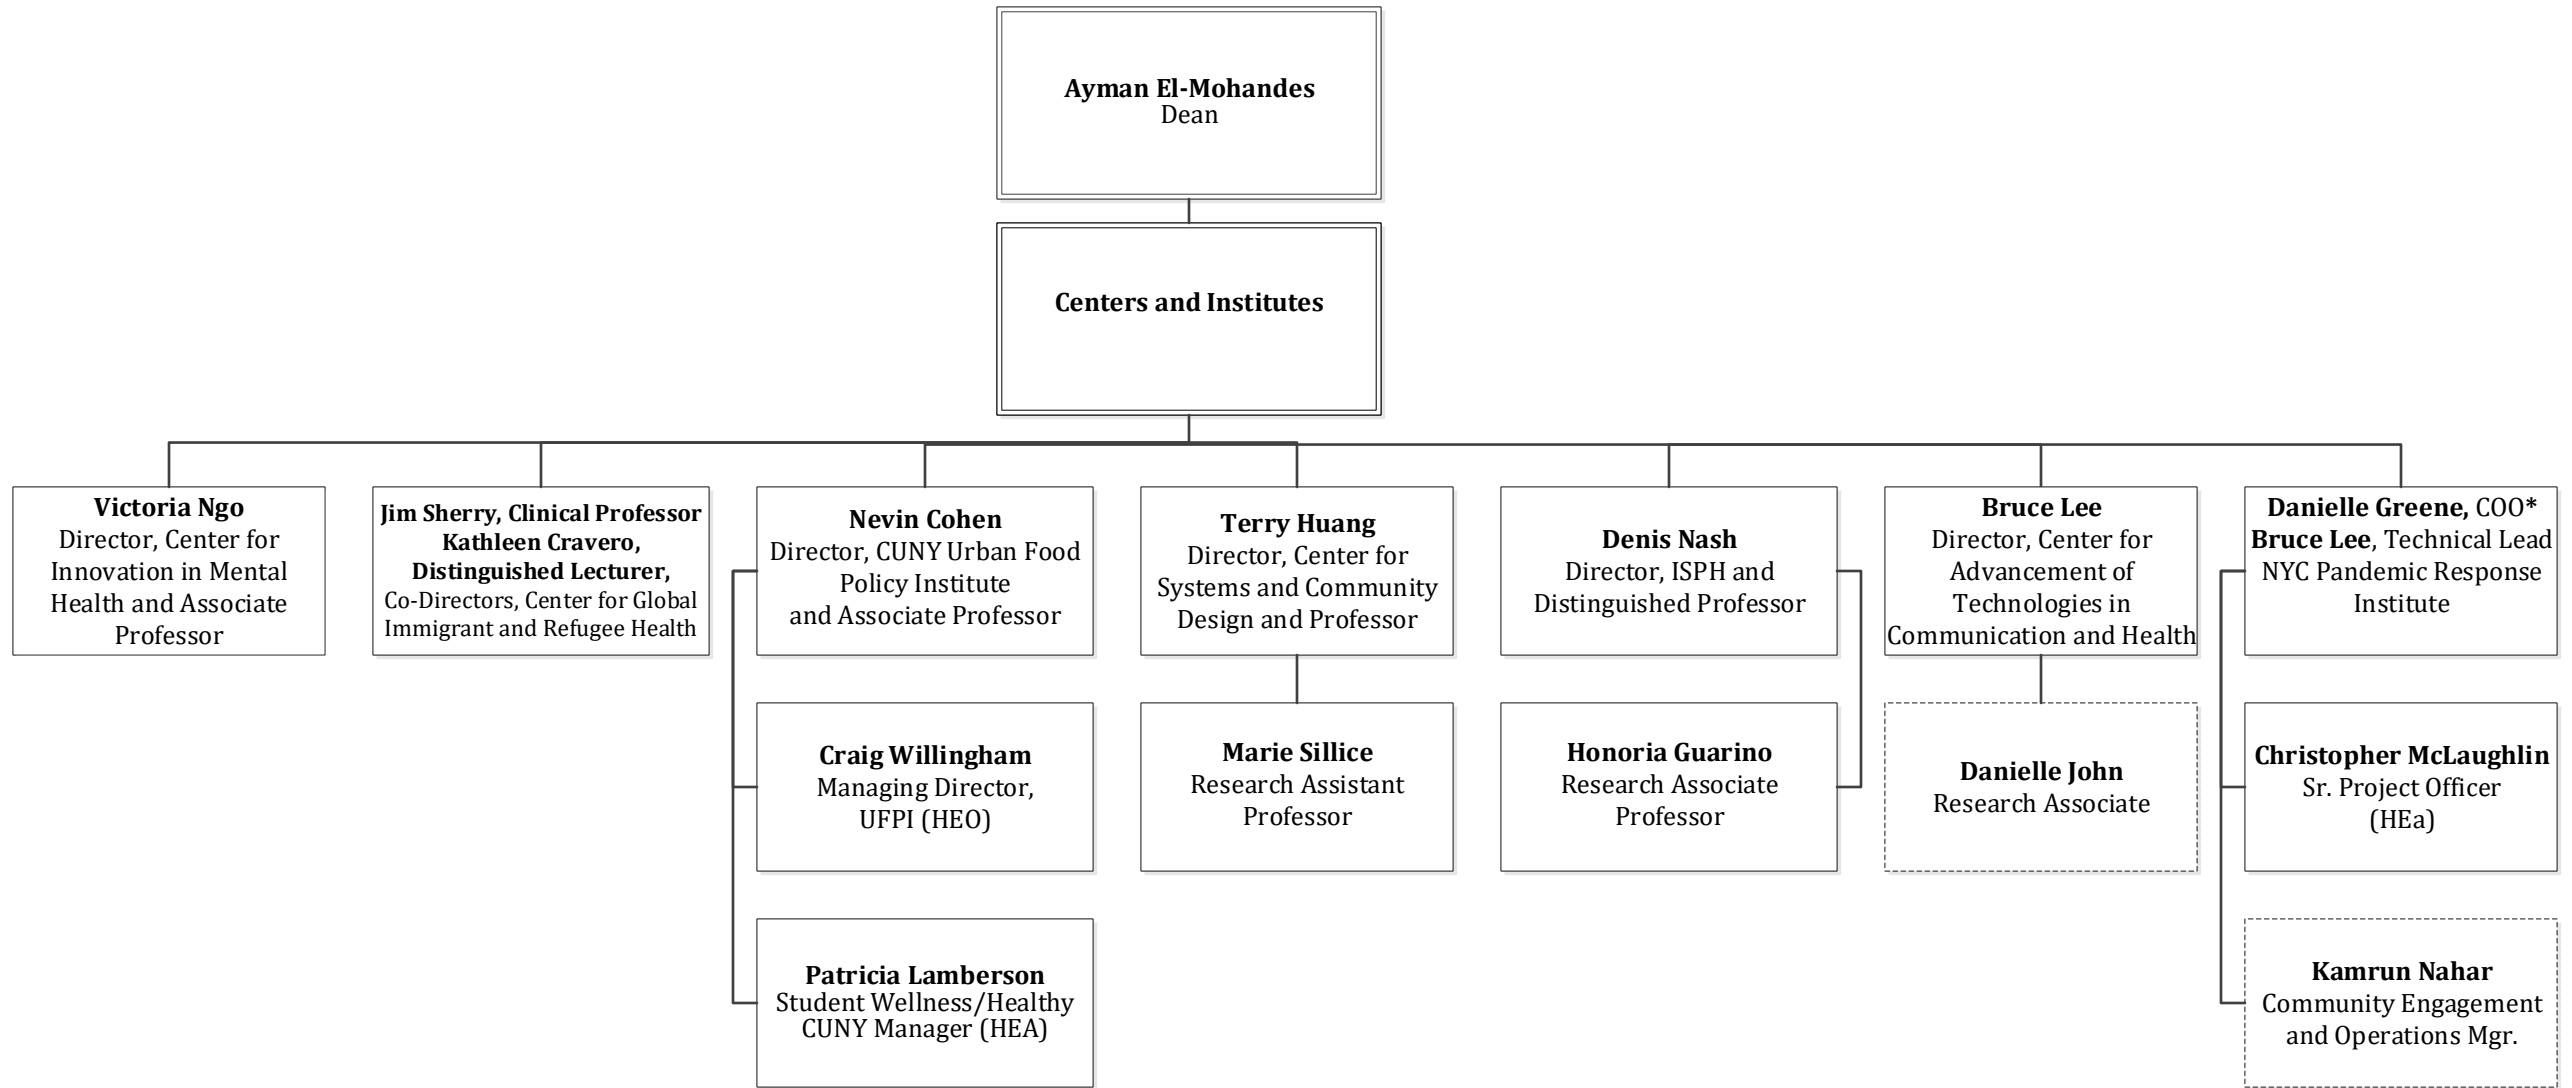 Ayman El-Mohandes
Dean
Centers and Institutes
Victoria Ngo
Director, Center for
Innovation in Mental
Health and Associate
Professor
Jim Sherry, Clinical Professor
Kathleen Cravero,
Distinguished Lecturer,
Co-Directors, Center for Global
Immigrant and Refugee Health
Nevin Cohen
Director, CUNY Urban Food
Policy Institute
and Associate Professor
Terry Huang
Director, Center for
Systems and Community
Design and Professor
Denis Nash
Director, ISPH and
Distinguished Professor
Bruce Lee
Director, Center for
Advancement of
Technologies in
Communication and Health
Danielle Greene, COO*
Bruce Lee, Technical Lead
NYC Pandemic Response
Institute
Craig Willingham
Managing Director,
UFPI (HEO)
Marie Sillice
Research Assistant
Professor
Honoria Guarino
Research Associate
Professor
Danielle John
Research Associate
Christopher McLaughlin
Sr. Project Officer
(HEa)
Patricia Lamberson
Student Wellness/Healthy
CUNY Manager (HEA)
Kamrun Nahar
Community Engagement
and Operations Mgr.